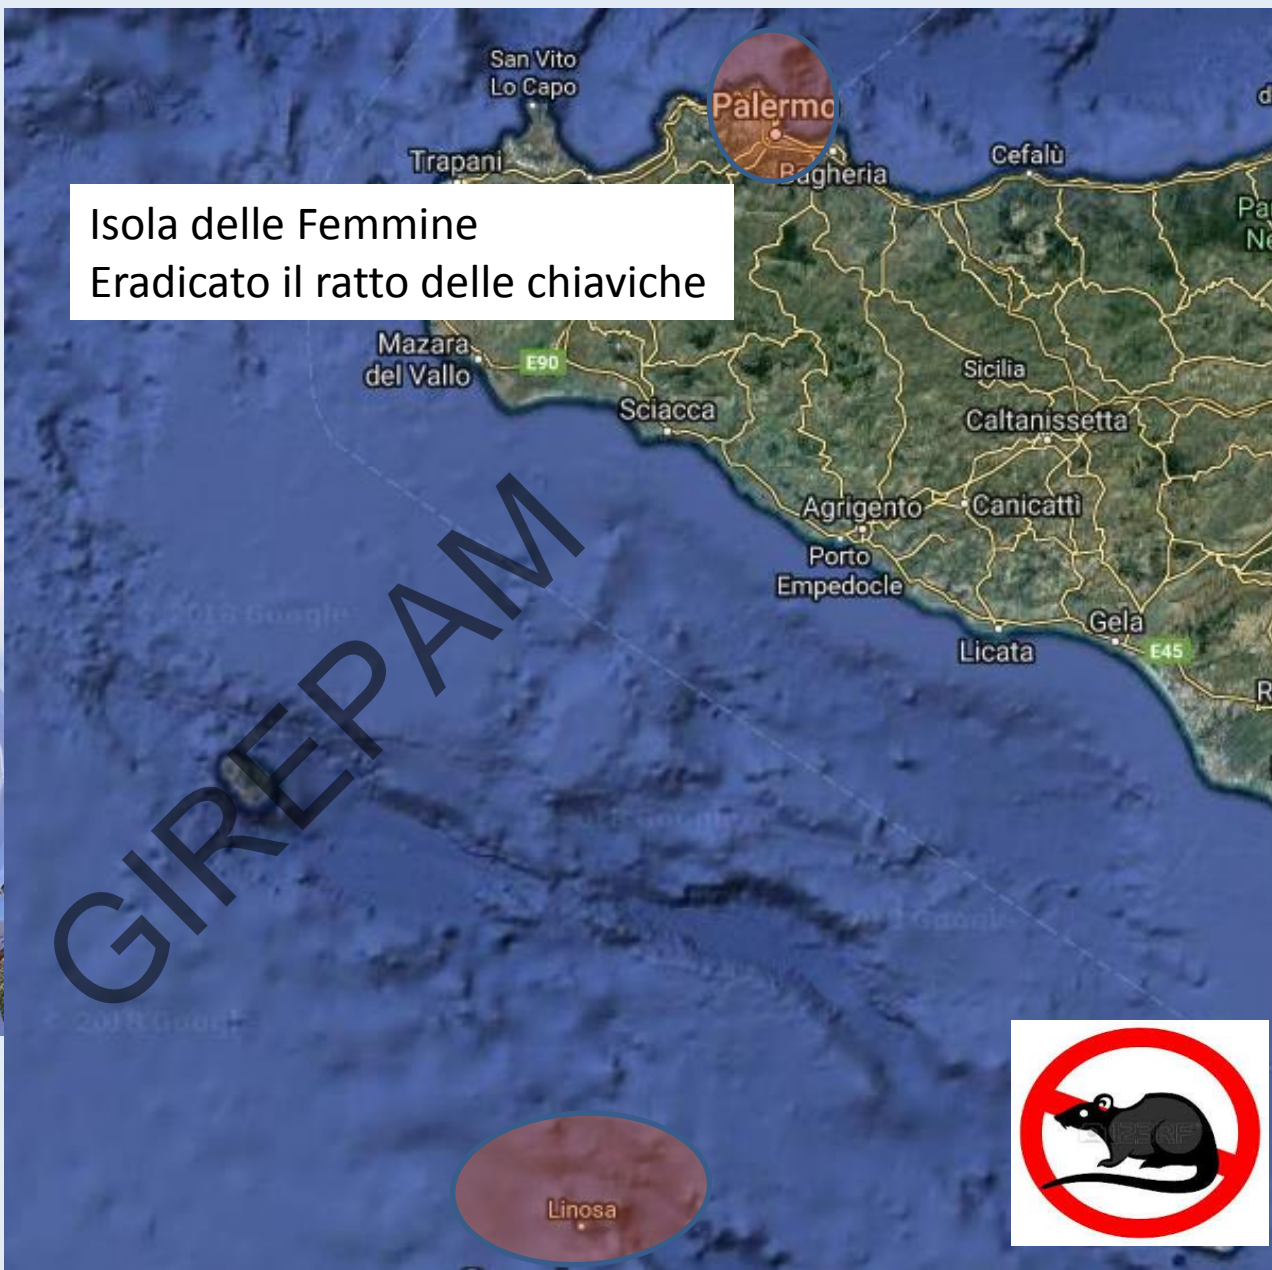 San Vito
Lo Capo
Palermo
Trapani
Bagheria
Cefalù
Isola delle Femmine
Eradicato il ratto delle chiaviche
Mazara
del Vallo
E90
Sciacca
Sicilia
Caltanissetta
Agrigento
Canicattì
Porto
Empedocle
Gela
Licata
E45
GIREPAM
Linosa